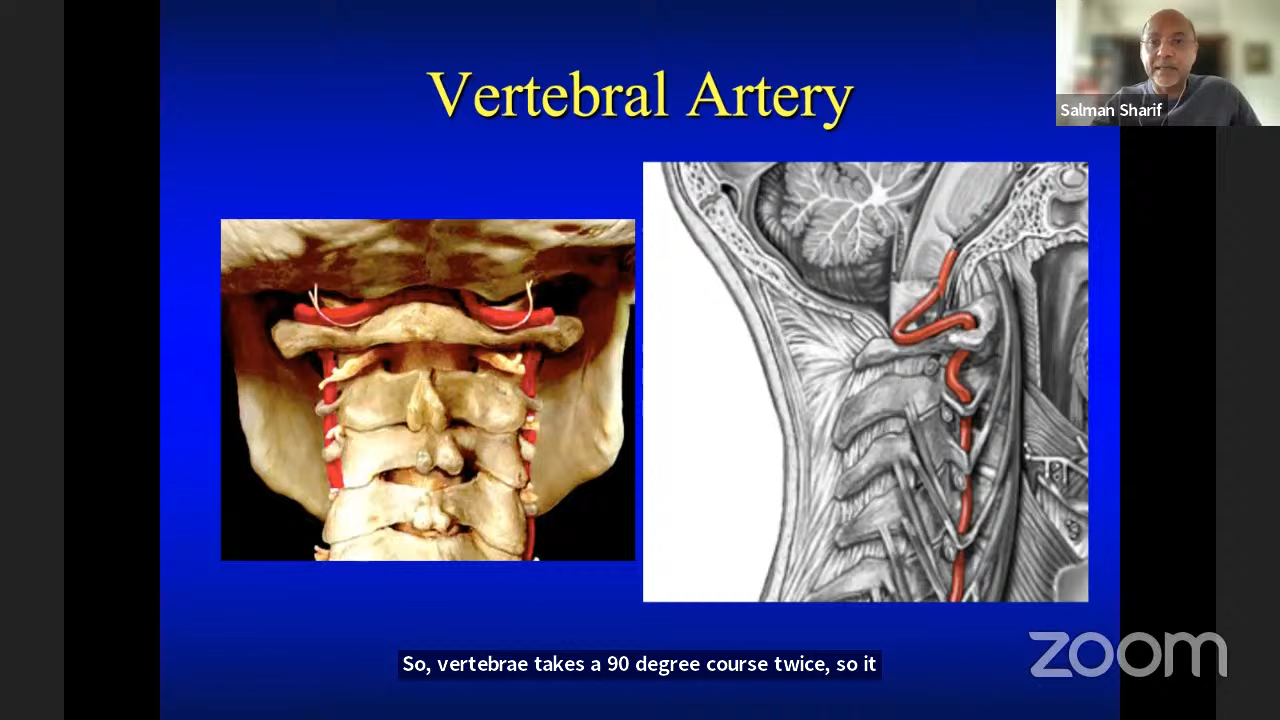 Vertebral Artery
Salman Sharif
So, vertebrae takes a 90 degree course twice, so it
zoom